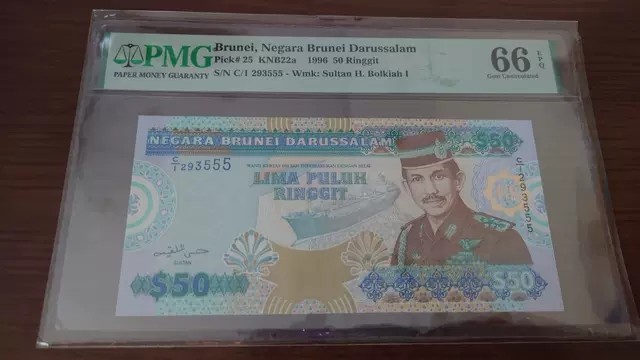 PMG
PAPER MONEY GUARANTY
Brunei, Negara Brunei Darussalam
Pick# 25 KNB22a 1996 50 Ringgit
S/N C/1 293555 - Wmk: Sultan H. Bolkiah I
66 EPQ
Gem Uncirculated
NEGARA BRUNEI DARUSSALAM
$50
C/1 293555
LIMA PULUH
RINGGIT
C/1 293555
SULTAN
$50
$50